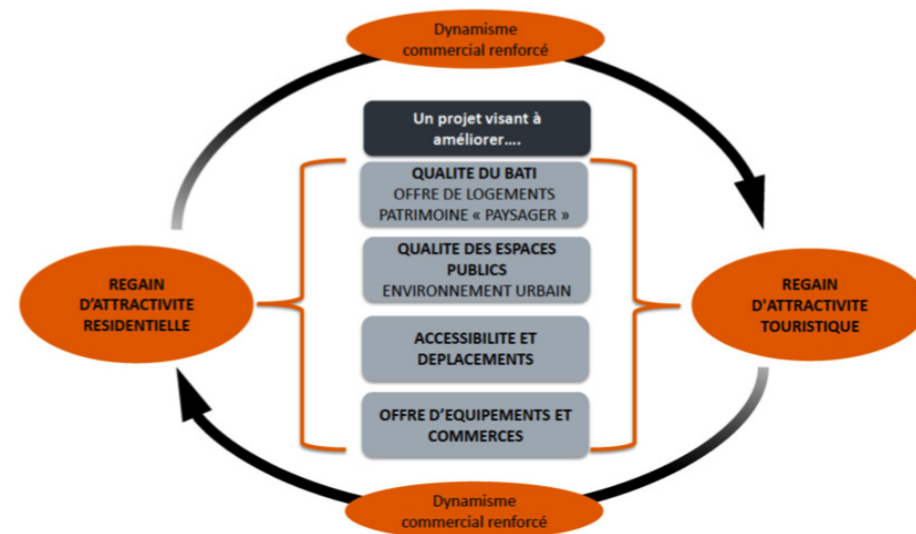 Dynamisme
commercial renforcé
Un projet visant à
améliorer....
QUALITE DU BATI
OFFRE DE LOGEMENTS
PATRIMOINE « PAYSAGER »
QUALITE DES ESPACES
PUBLICS
ENVIRONNEMENT URBAIN
REGAIN
D'ATTRACTIVITE
RESIDENTIELLE
REGAIN
D'ATTRACTIVITE
TOURISTIQUE
ACCESSIBILITE ET
DEPLACEMENTS
OFFRE D'EQUIPEMENTS ET
COMMERCES
Dynamisme
commercial renforcé